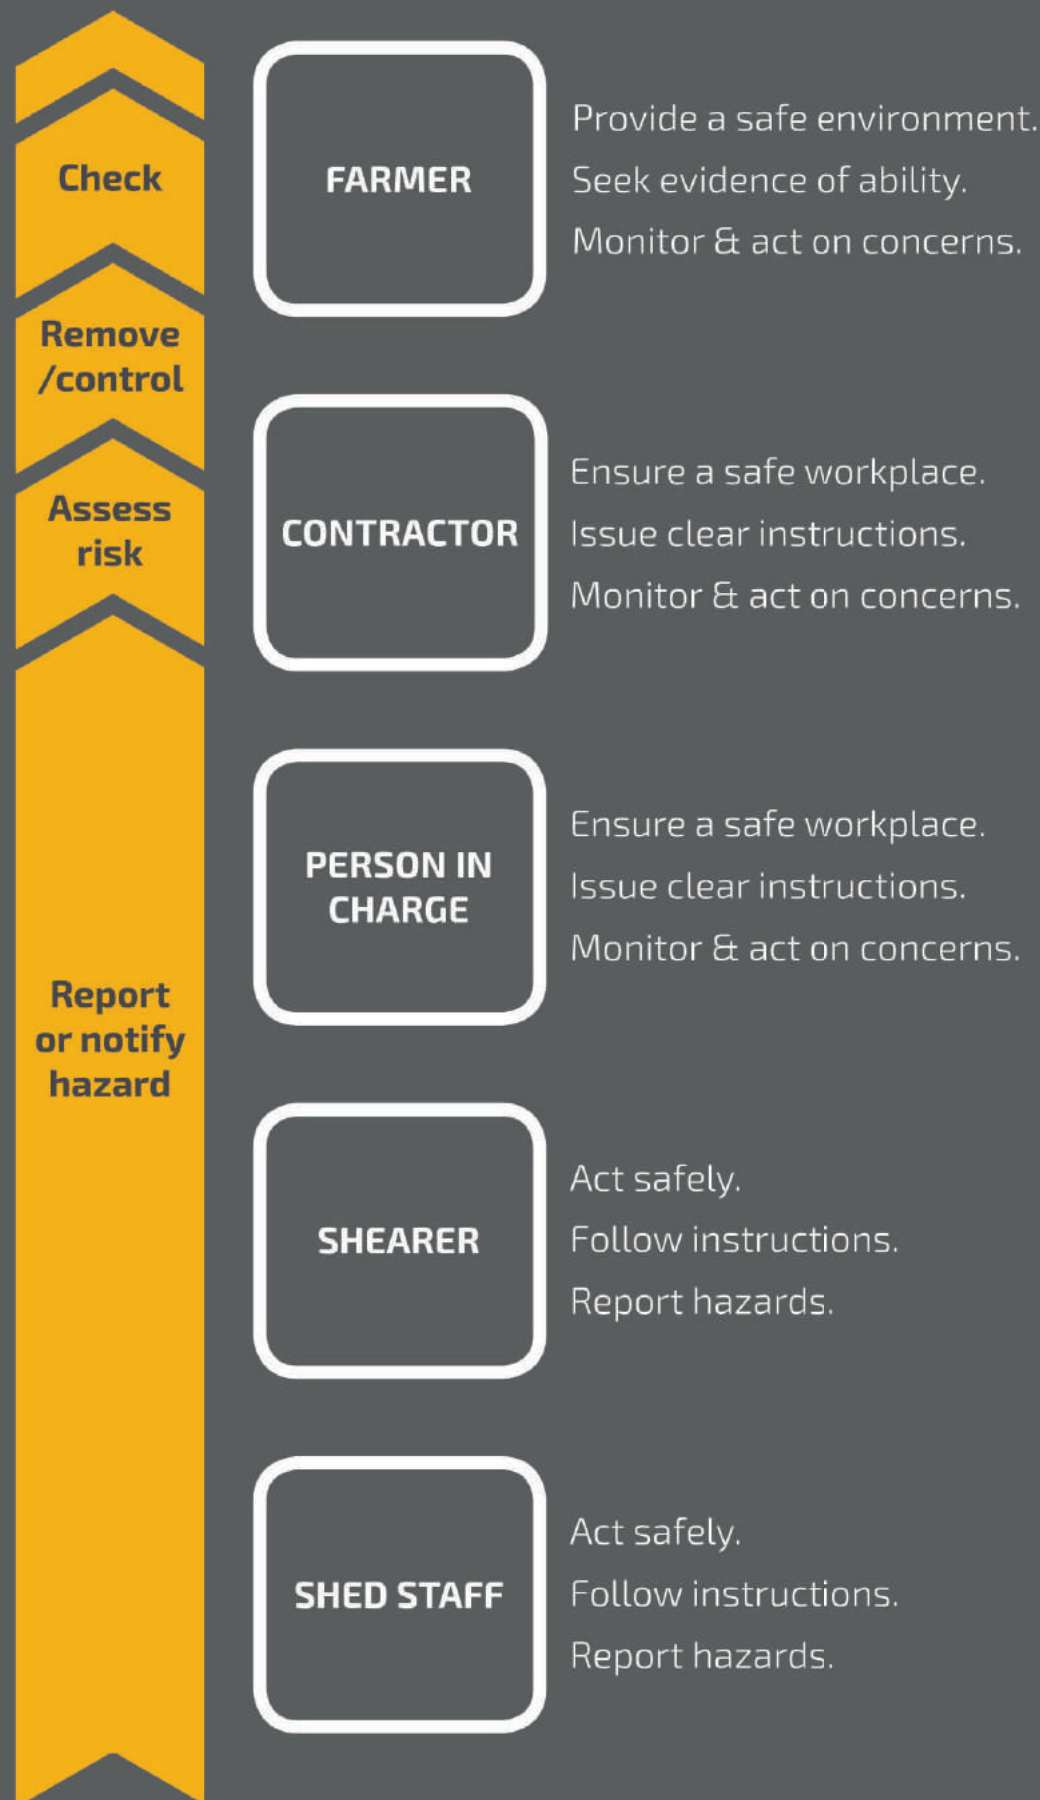 Check
Remove
/control
Assess
risk
Report
or notify
hazard
FARMER
Provide a safe environment.
Seek evidence of ability.
Monitor & act on concerns.
CONTRACTOR
Ensure a safe workplace.
Issue clear instructions.
Monitor & act on concerns.
PERSON IN
CHARGE
Ensure a safe workplace.
Issue clear instructions.
Monitor & act on concerns.
SHEARER
Act safely.
Follow instructions.
Report hazards.
SHED STAFF
Act safely.
Follow instructions.
Report hazards.